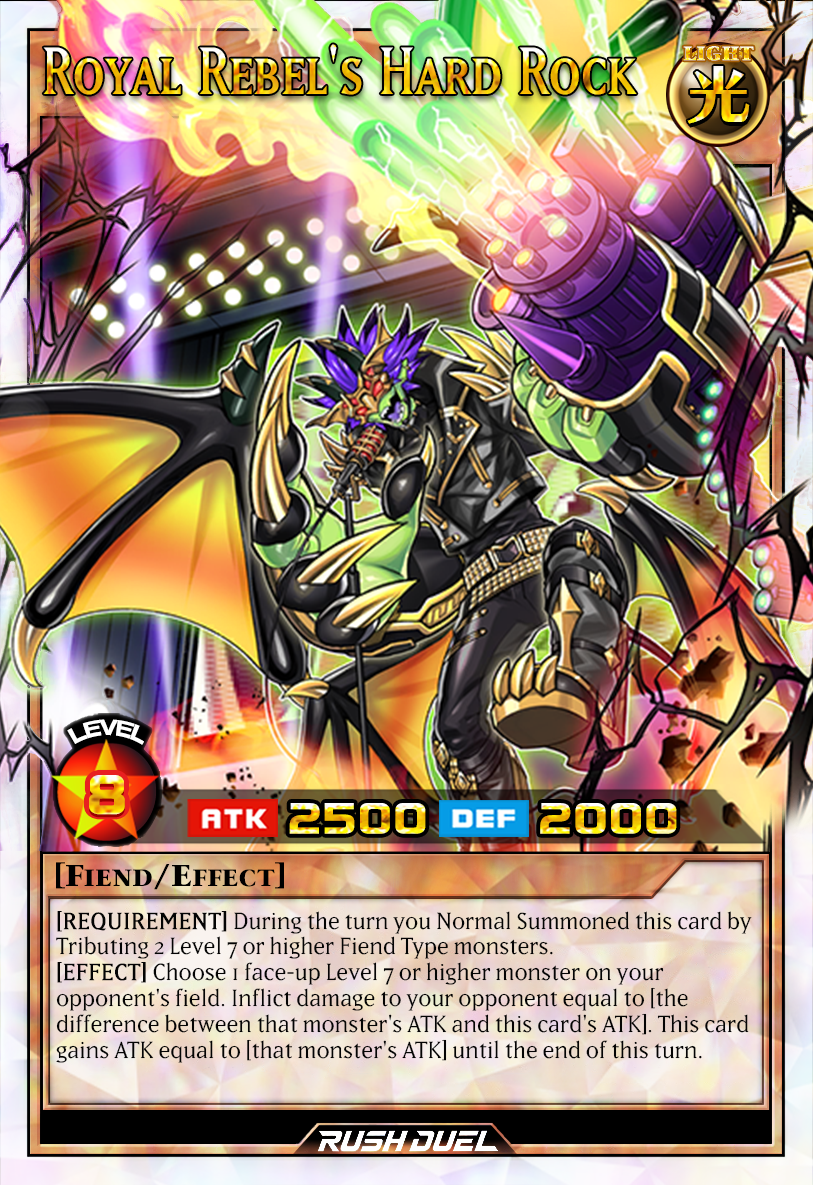 ROYAL REBEL'S HARD ROCK
LIGHT
光
LEVEL
8
ATK 2500 DEF 2000
[FIEND/EFFECT]
[REQUIREMENT] During the turn you Normal Summoned this card by
Tributing 2 Level 7 or higher Fiend Type monsters.
[EFFECT] Choose 1 face-up Level 7 or higher monster on your
opponent's field. Inflict damage to your opponent equal to [the
difference between that monster's ATK and this card's ATK]. This card
gains ATK equal to [that monster's ATK] until the end of this turn.
RUSH DUEL